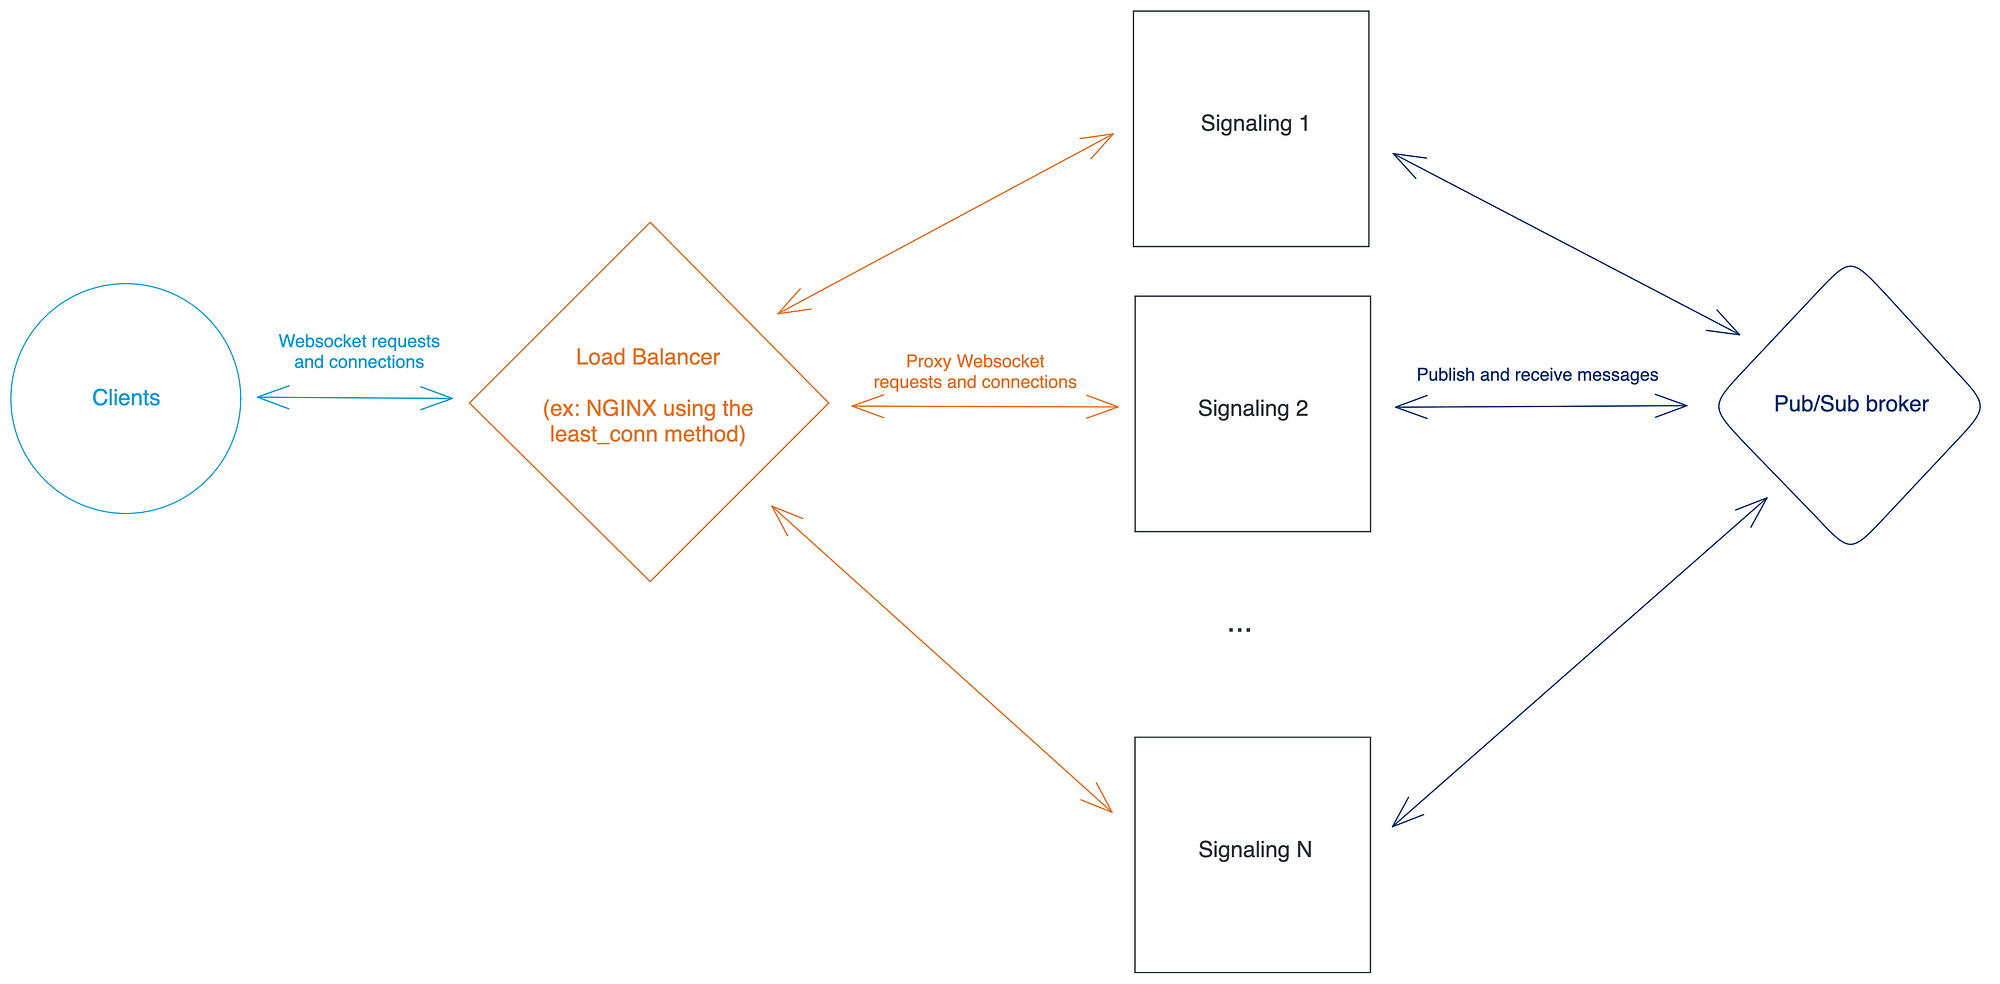 Signaling 1
Websocket requests
and connections
Clients
Load Balancer
(ex: NGINX using the
least_conn method)
Proxy Websocket
requests and connections
Signaling 2
Publish and receive messages
Pub/Sub broker
...
Signaling N